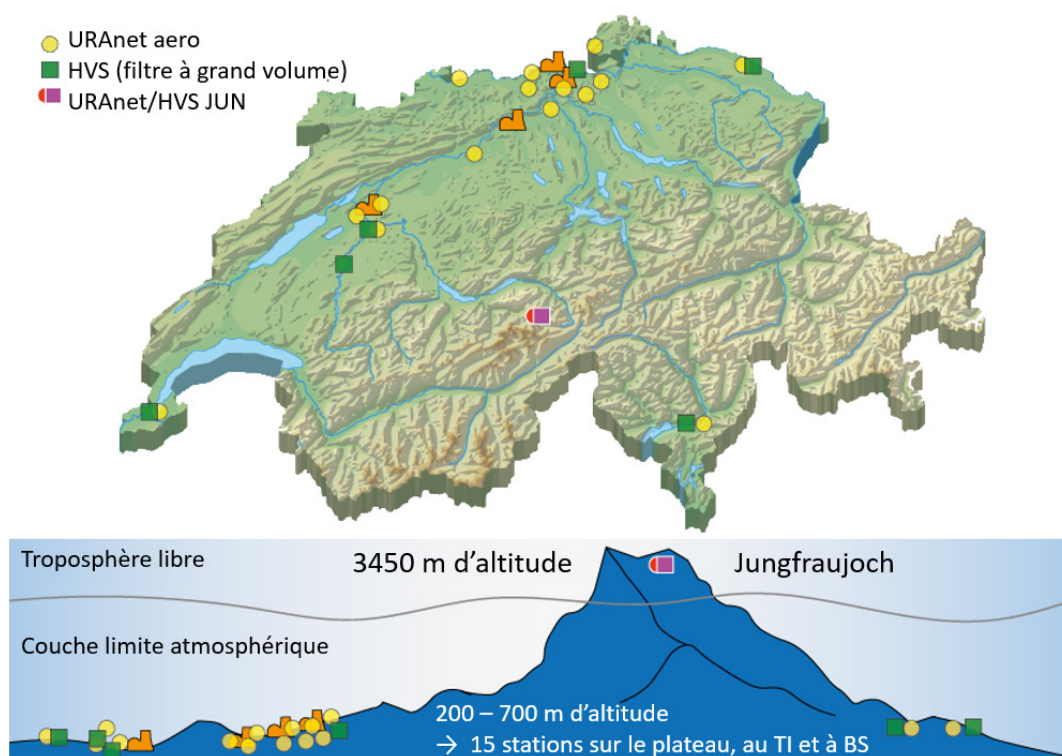 URAnet aero
HVS (filtre à grand volume)
URAnet/HVS JUN
Troposphère libre
3450 m d’altitude
Jungfraujoch
Couche limite atmosphérique
200 – 700 m d’altitude
→ 15 stations sur le plateau, au TI et à BS